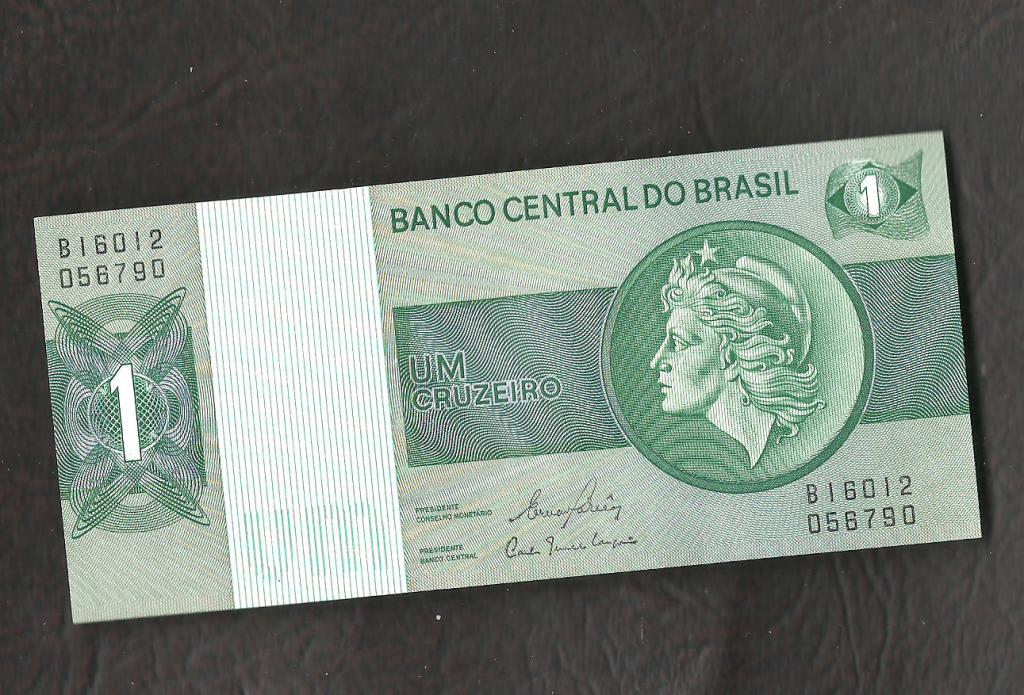 B16012
056790
BANCO CENTRAL DO BRASIL
1
1
UM
CRUZEIRO
PRESIDENTE
CONSELHO MONETÁRIO
PRESIDENTE
BANCO CENTRAL
B16012
056790